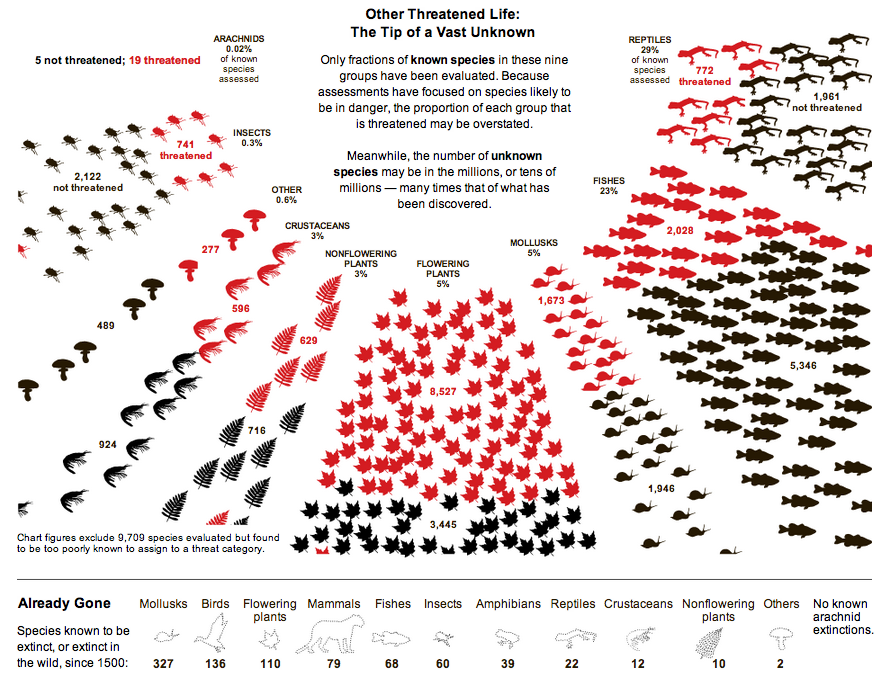 Other Threatened Life:
The Tip of a Vast Unknown
Only fractions of known species in these nine
groups have been evaluated. Because
assessments have focused on species likely to
be in danger, the proportion of each group that
is threatened may be overstated.
Meanwhile, the number of unknown
species may be in the millions, or tens of
millions — many times that of what has
been discovered.
ARACHNIDS
0.02%
of known
species
assessed
5 not threatened; 19 threatened
INSECTS
0.3%
741
threatened
2,122
not threatened
OTHER
0.6%
277
489
CRUSTACEANS
3%
596
924
NONFLOWERING
PLANTS
3%
629
716
FLOWERING
PLANTS
5%
8,527
3,445
MOLLUSKS
5%
1,673
1,946
FISHES
23%
2,028
5,346
REPTILES
29%
of known
species
assessed
772
threatened
1,961
not threatened
Chart figures exclude 9,709 species evaluated but found
to be too poorly known to assign to a threat category.
Already Gone
Species known to be
extinct, or extinct in
the wild, since 1500:
Mollusks
327
Birds
136
Flowering
plants
110
Mammals
79
Fishes
68
Insects
60
Amphibians
39
Reptiles
22
Crustaceans
12
Nonflowering
plants
10
Others
2
No known
arachnid
extinctions.